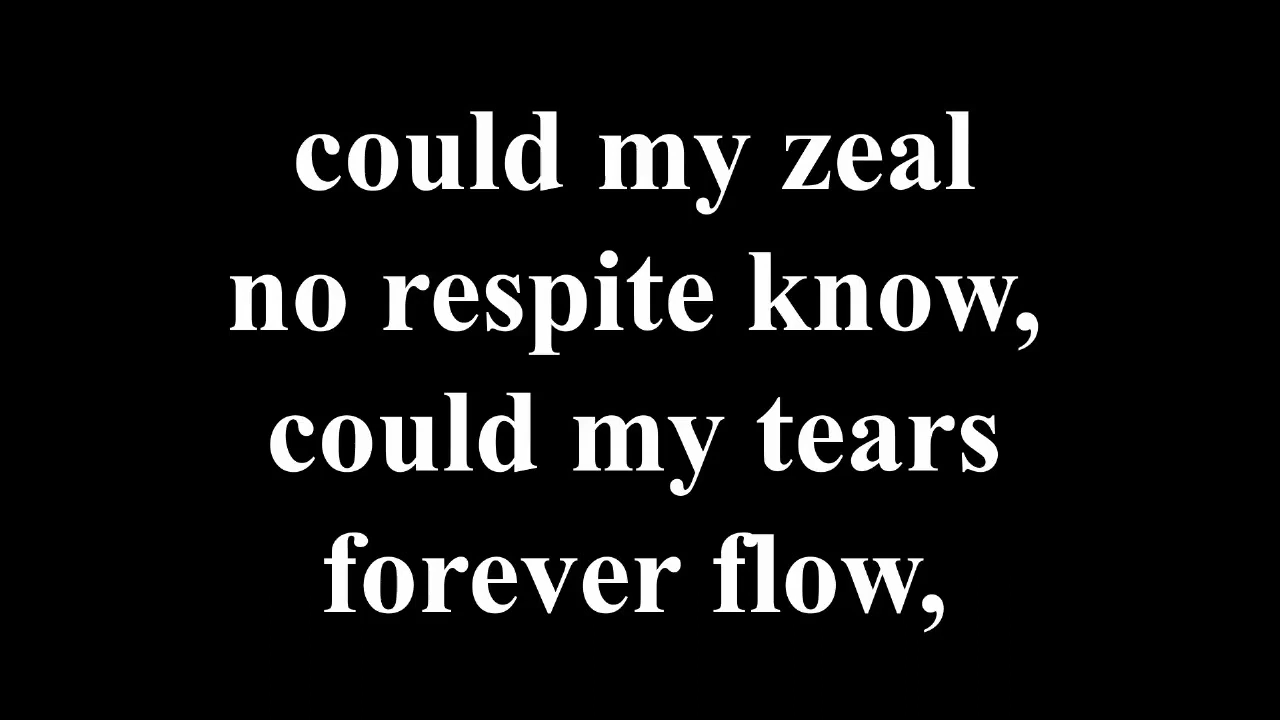 could my zeal
no respite know,
could my tears
forever flow,